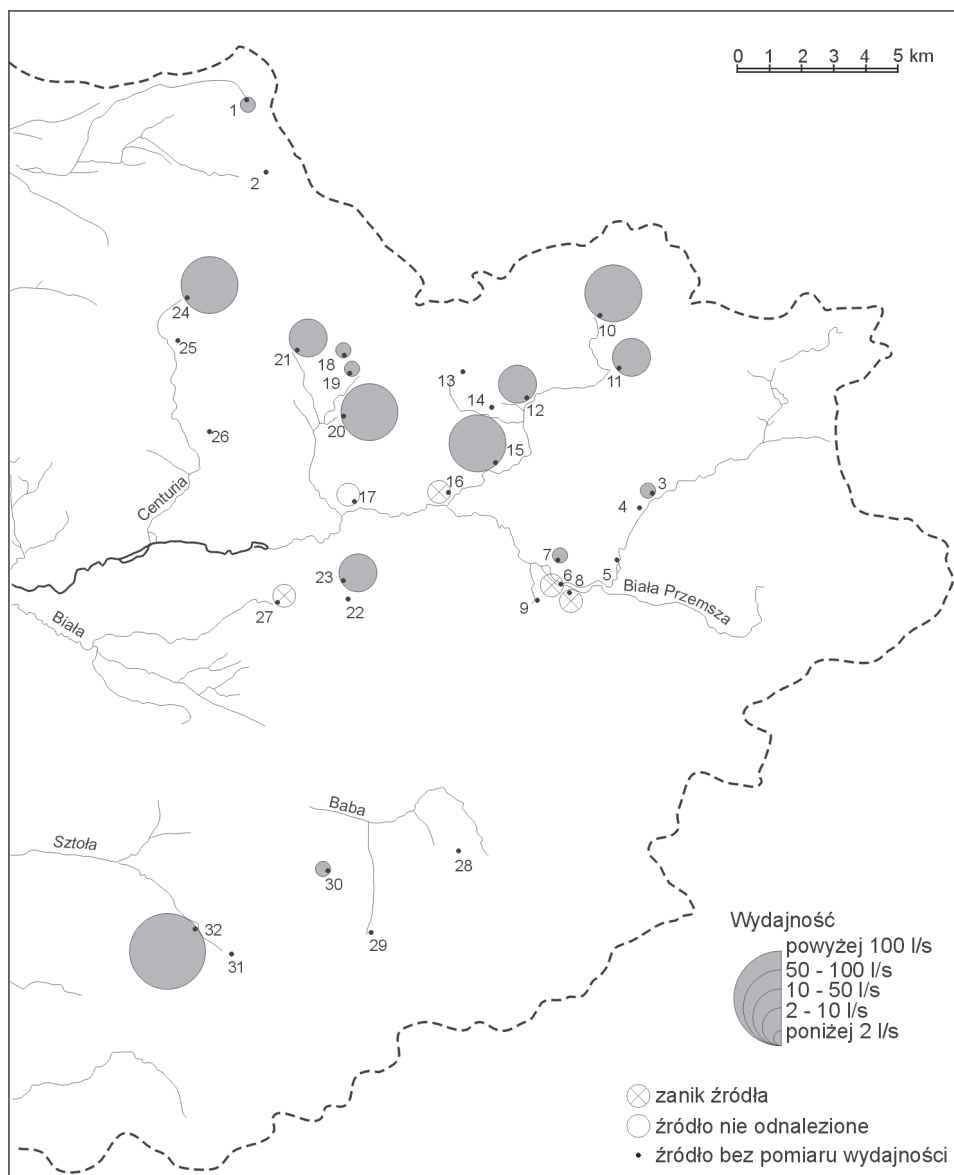 0 1 2 3 4 5 km
1
2
24
10
25
21
18
11
19
13
14
12
20
26
15
Centuria
16
3
17
4
7
23
6
8
5
9
22
Biała Przemsza
27
Biała
Baba
Sztoła
28
30
32
29
31
Wydajność
powyżej 100 l/s
50 - 100 l/s
10 - 50 l/s
2 - 10 l/s
poniżej 2 l/s
zanik źródła
źródło nie odnalezione
źródło bez pomiaru wydajności